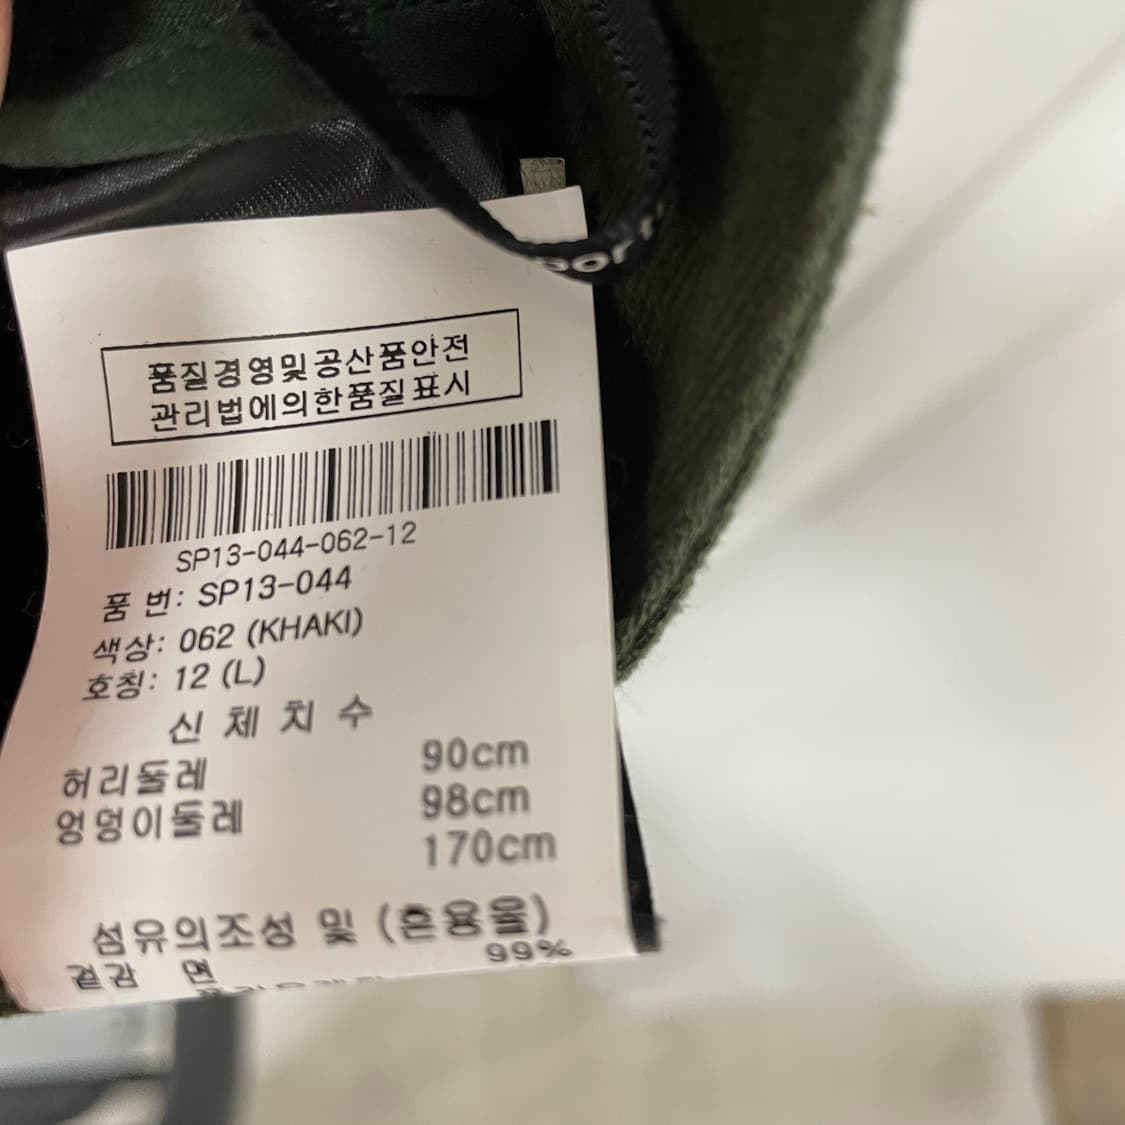 품질경영및공산품안전
관리법에의한품질표시
SP13-044-062-12
품 번: SP13-044
색상: 062 (KHAKI)
호칭: 12 (L)
신 체 치 수
허리둘레 90cm
엉덩이둘레 98cm
170cm
섬유의조성 및 (혼용율)
겉감 면 99%